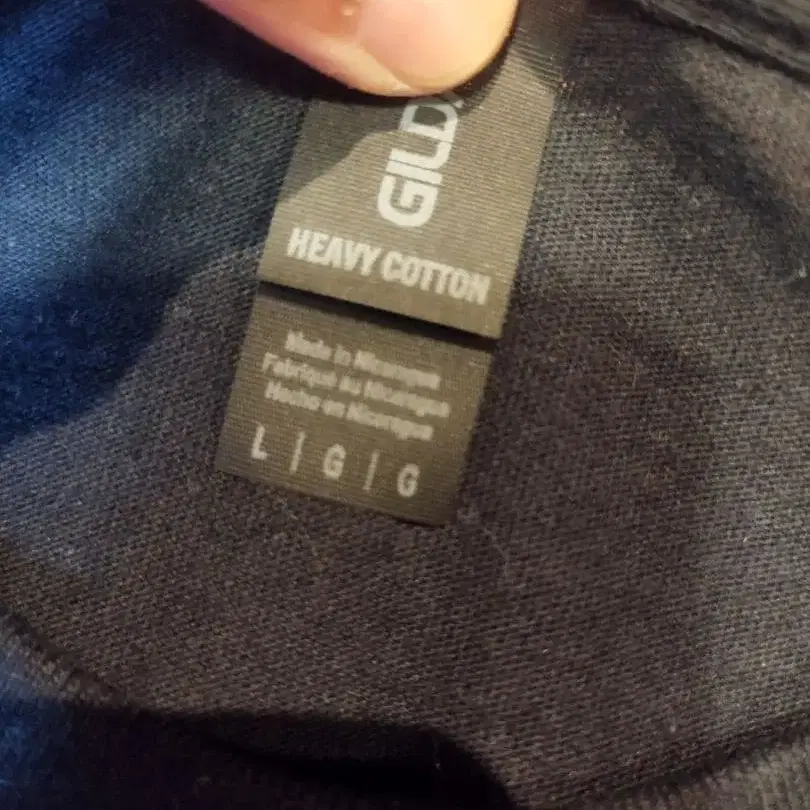 GILD
HEAVY COTTON
Made in Nicaragua
Fabriqué au Nicaragua
Hecho en Nicaragua
L | G | G